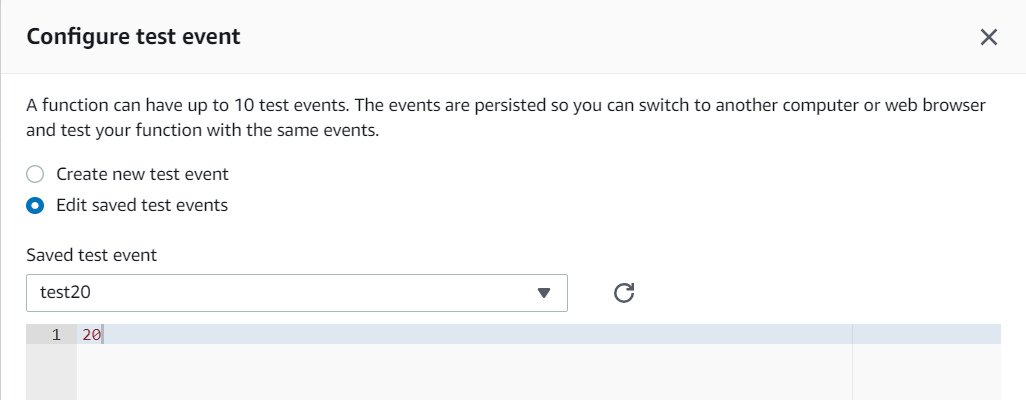 Configure test event
A function can have up to 10 test events. The events are persisted so you can switch to another computer or web browser
and test your function with the same events.
Create new test event
Edit saved test events
Saved test event
test20
1 20